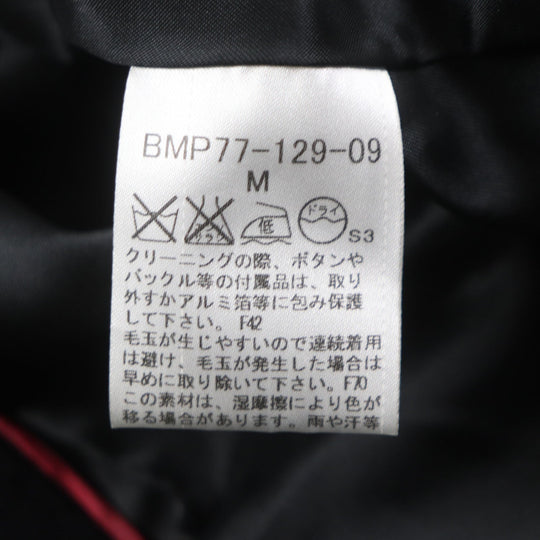 BMP77-129-09
M
低 ドライ
S3
クリーニングの際、ボタンや
バックル等の付属品は、取り
外すかアルミ箔等に包み保護
して下さい。 F42
毛玉が生じやすいので連続着用
は避け、毛玉が発生した場合は
早めに取り除いて下さい。F70
この素材は、湿摩擦により色が
移る場合があります。雨や汗等